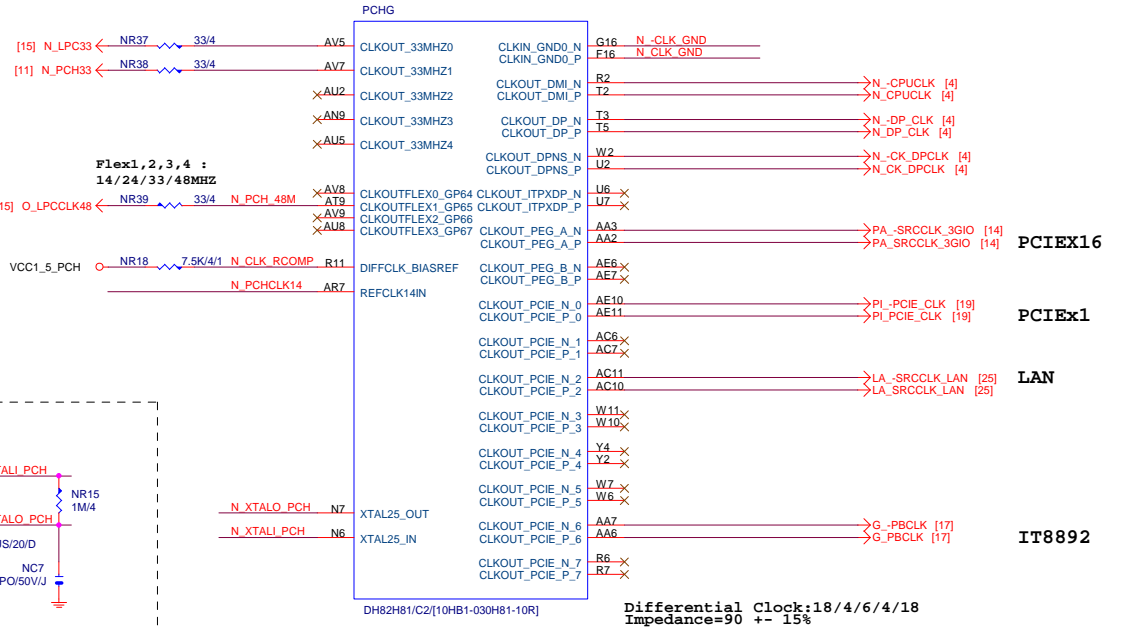 PCHG
[15] N_LPC33 NR37 33/4 AV5 CLKOUT_33MHZ0
[11] N_PCH33 NR38 33/4 AV7 CLKOUT_33MHZ1
AU2 CLKOUT_33MHZ2
AN9 CLKOUT_33MHZ3
AU5 CLKOUT_33MHZ4
Flex1,2,3,4 :
14/24/33/48MHZ
AV8 CLKOUTFLEX0_GP64
15] O_LPCCLK48 NR39 33/4 N_PCH_48M AT9 CLKOUTFLEX1_GP65
AV9 CLKOUTFLEX2_GP66
AU8 CLKOUTFLEX3_GP67
VCC1_5_PCH NR18 7.5K/4/1 N_CLK_RCOMP R11 DIFFCLK_BIASREF
N_PCHCLK14 AR7 REFCLK14IN
N_XTALO_PCH N7 XTAL25_OUT
N_XTALI_PCH N6 XTAL25_IN
CLKIN_GND0_N G16 N_-CLK_GND
CLKIN_GND0_P F16 N_CLK_GND
CLKOUT_DMI_N R2 N_-CPUCLK [4]
CLKOUT_DMI_P T2 N_CPUCLK [4]
CLKOUT_DP_N T3 N_-DP_CLK [4]
CLKOUT_DP_P T5 N_DP_CLK [4]
CLKOUT_DPNS_N W2 N_-CK_DPCLK [4]
CLKOUT_DPNS_P U2 N_CK_DPCLK [4]
CLKOUT_ITPXDP_N U6
CLKOUT_ITPXDP_P U7
CLKOUT_PEG_A_N AA3 PA_-SRCCLK_3GIO [14]
CLKOUT_PEG_A_P AA2 PA_SRCCLK_3GIO [14] PCIEX16
CLKOUT_PEG_B_N AE6
CLKOUT_PEG_B_P AE7
CLKOUT_PCIE_N_0 AE10 PI_-PCIE_CLK [19]
CLKOUT_PCIE_P_0 AE11 PI_PCIE_CLK [19] PCIEx1
CLKOUT_PCIE_N_1 AC6
CLKOUT_PCIE_P_1 AC7
CLKOUT_PCIE_N_2 AC11 LA_-SRCCLK_LAN [25] LAN
CLKOUT_PCIE_P_2 AC10 LA_SRCCLK_LAN [25]
CLKOUT_PCIE_N_3 W11
CLKOUT_PCIE_P_3 W10
CLKOUT_PCIE_N_4 Y4
CLKOUT_PCIE_P_4 Y2
CLKOUT_PCIE_N_5 W7
CLKOUT_PCIE_P_5 W6
CLKOUT_PCIE_N_6 AA7 G_-PBCLK [17]
CLKOUT_PCIE_P_6 AA6 G_PBCLK [17] IT8892
CLKOUT_PCIE_N_7 R6
CLKOUT_PCIE_P_7 R7
TALI_PCH
NR15
1M/4
TALO_PCH
US/20/D
NC7
PO/50V/J
DH82H81/C2/[10HB1-030H81-10R]
Differential Clock:18/4/6/4/18
Impedance=90 +- 15%